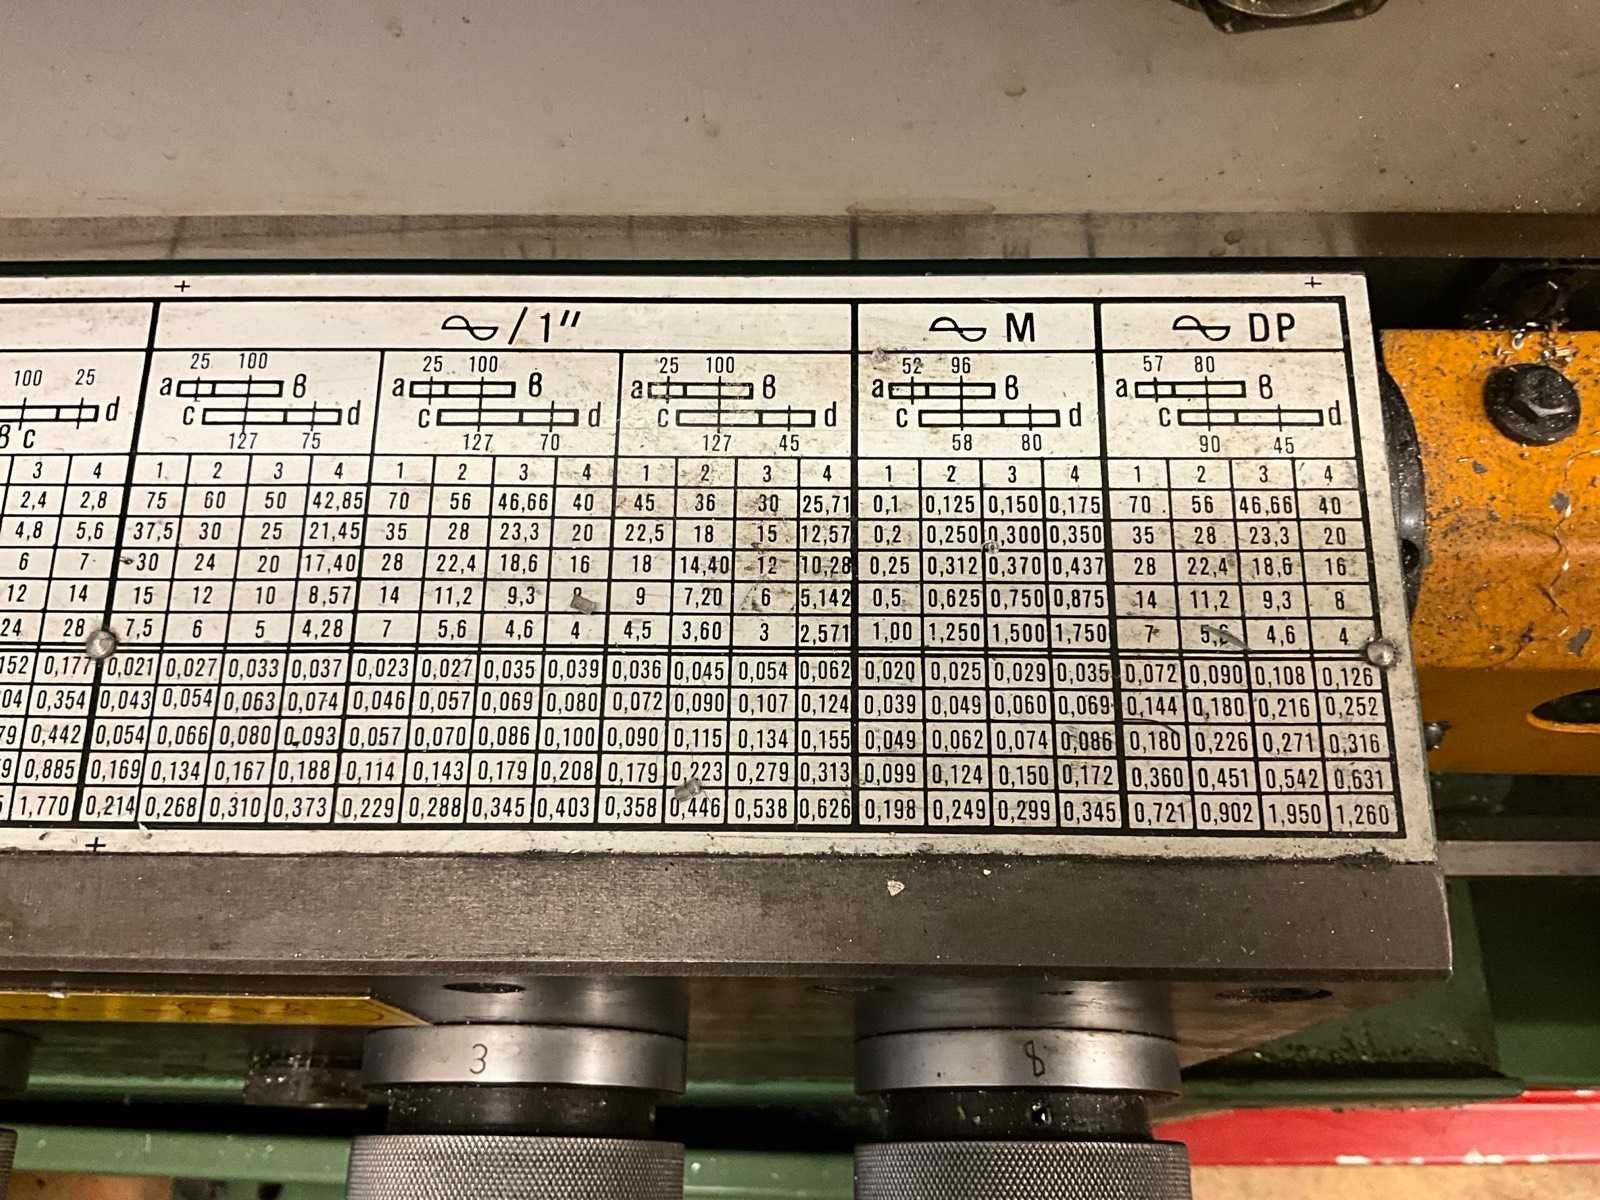 /1″ M DP
25 100 25 100 25 100 52 96 57 80
100 25 a B a B a B a B a B
d c d c d c d c d c d
B c 127 75 127 70 127 45 58 80 90 45
3 4 1 2 3 4 1 2 3 4 1 2 3 4 1 2 3 4 1 2 3 4
2,4 2,8 75 60 50 42,85 70 56 46,66 40 45 36 30 25,71 0,1 0,125 0,150 0,175 70 56 46,66 40
4,8 5,6 37,5 30 25 21,45 35 28 23,3 20 22,5 18 15 12,57 0,2 0,250 0,300 0,350 35 28 23,3 20
6 7 30 24 20 17,40 28 22,4 18,6 16 18 14,40 12 10,28 0,25 0,312 0,370 0,437 28 22,4 18,6 16
12 14 15 12 10 8,57 14 11,2 9,3 9 7,20 6 5,142 0,5 0,625 0,750 0,875 14 11,2 9,3 8
24 28 7,5 6 5 4,28 7 5,6 4,6 4 4,5 3,60 3 2,571 1,00 1,250 1,500 1,750 7 5,6 4,6 4
0,177 0,021 0,027 0,033 0,037 0,023 0,027 0,035 0,039 0,036 0,045 0,054 0,062 0,020 0,025 0,029 0,035 0,072 0,090 0,108 0,126
0,354 0,043 0,054 0,063 0,074 0,046 0,057 0,069 0,080 0,072 0,090 0,107 0,124 0,039 0,049 0,060 0,069 0,144 0,180 0,216 0,252
0,442 0,054 0,066 0,080 0,093 0,057 0,070 0,086 0,100 0,090 0,115 0,134 0,155 0,049 0,062 0,074 0,086 0,180 0,226 0,271 0,316
0,885 0,169 0,134 0,167 0,188 0,114 0,143 0,179 0,208 0,179 0,223 0,279 0,313 0,099 0,124 0,150 0,172 0,360 0,451 0,542 0,631
1,770 0,214 0,268 0,310 0,373 0,229 0,288 0,345 0,403 0,358 0,446 0,538 0,626 0,198 0,249 0,299 0,345 0,721 0,902 1,950 1,260
3 8